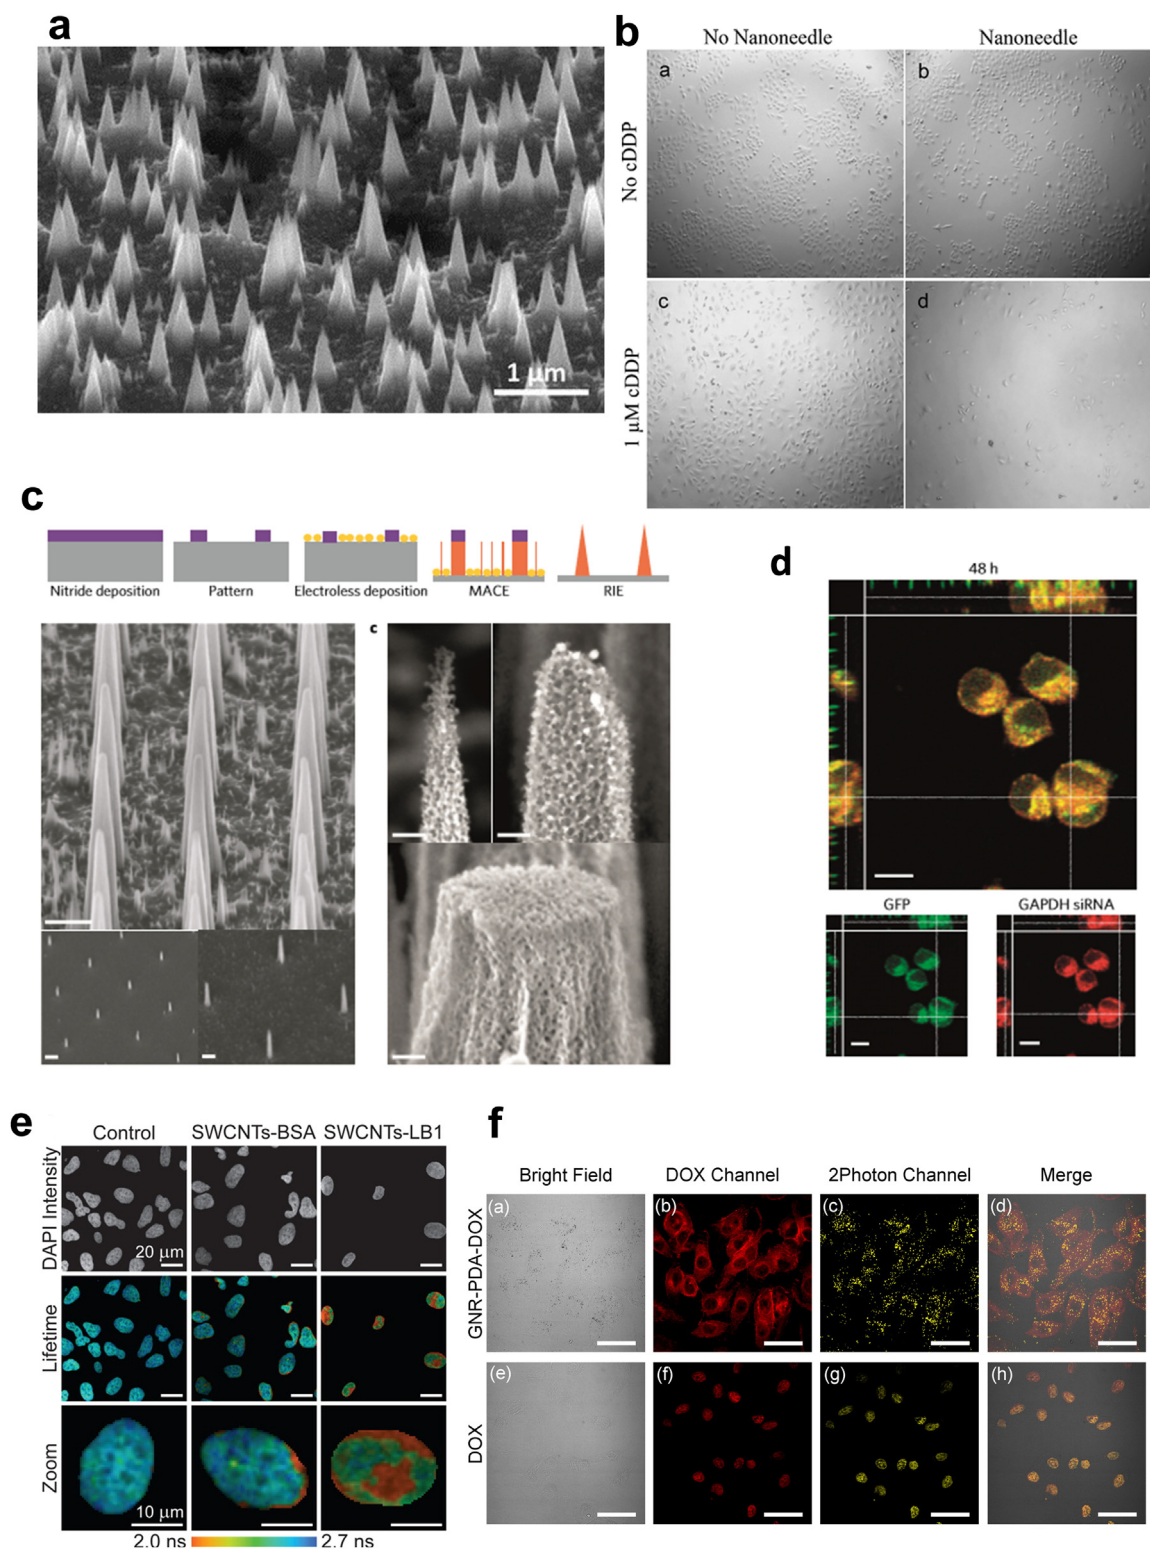 a
1 µm
b
No Nanoneedle
Nanoneedle
No cDDP
a
b
1 µM cDDP
c
d
c
Nitride deposition
Pattern
Electroless deposition
MACE
RIE
c
d
48 h
GFP
GAPDH siRNA
e
Control
SWCNTs-BSA
SWCNTs-LB1
DAPI Intensity
20 µm
Lifetime
Zoom
10 µm
2.0 ns
2.7 ns
f
Bright Field
DOX Channel
2Photon Channel
Merge
GNR-PDA-DOX
(a)
(b)
(c)
(d)
DOX
(e)
(f)
(g)
(h)